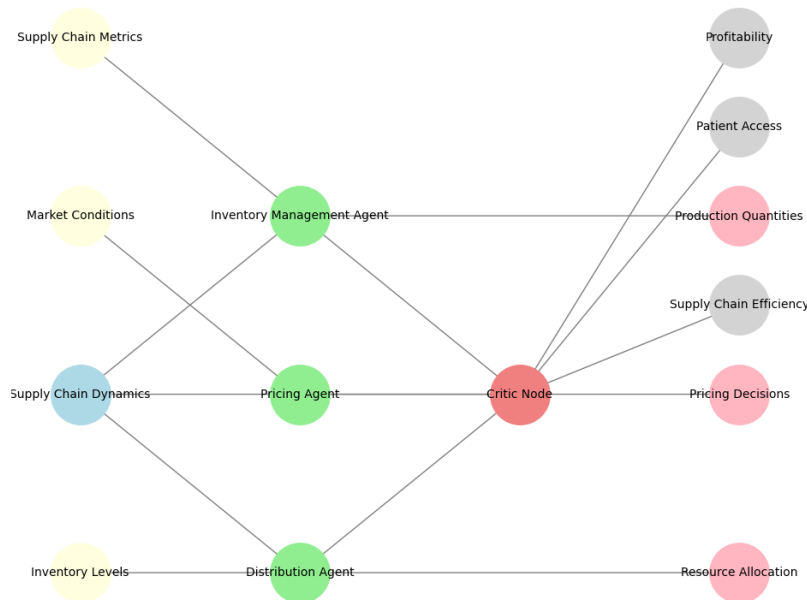 Supply Chain Metrics
Profitability
Patient Access
Market Conditions
Inventory Management Agent
Production Quantities
Supply Chain Efficiency
Supply Chain Dynamics
Pricing Agent
Critic Node
Pricing Decisions
Inventory Levels
Distribution Agent
Resource Allocation